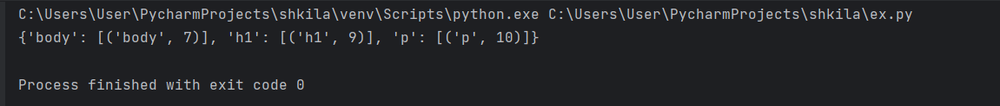 C:\Users\User\PycharmProjects\shkila\venv\Scripts\python.exe C:\Users\User\PycharmProjects\shkila\ex.py
{'body': [('body', 7)], 'h1': [('h1', 9)], 'p': [('p', 10)]}
Process finished with exit code 0